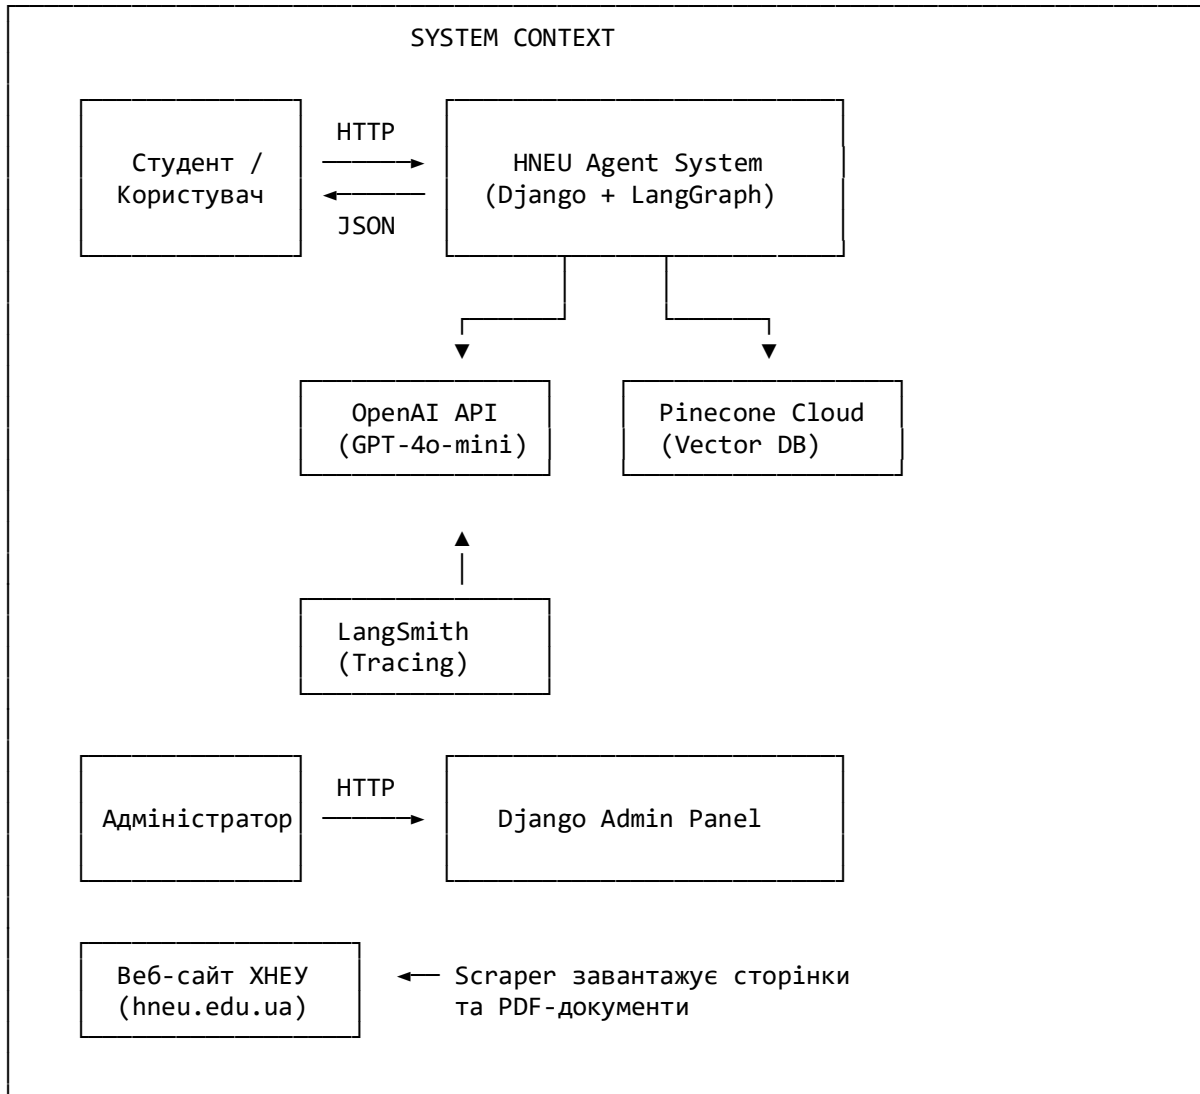 SYSTEM CONTEXT
HTTP
Студент /
Користувач
JSON
HNEU Agent System
(Django + LangGraph)
OpenAI API
(GPT-4o-mini)
Pinecone Cloud
(Vector DB)
LangSmith
(Tracing)
Адміністратор
HTTP
Django Admin Panel
Веб-сайт ХНЕУ
(hneu.edu.ua)
Scraper завантажує сторінки
та PDF-документи